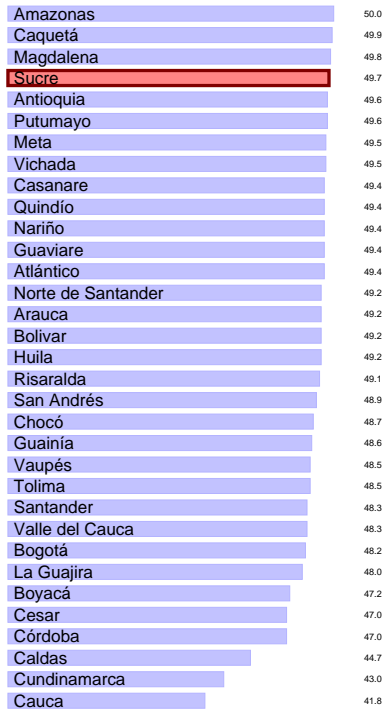 Amazonas 50.0
Caquetá 49.9
Magdalena 49.8
Sucre 49.7
Antioquia 49.6
Putumayo 49.6
Meta 49.5
Vichada 49.5
Casanare 49.4
Quindío 49.4
Nariño 49.4
Guaviare 49.4
Atlántico 49.4
Norte de Santander 49.2
Arauca 49.2
Bolivar 49.2
Huila 49.2
Risaralda 49.1
San Andrés 48.9
Chocó 48.7
Guainía 48.6
Vaupés 48.5
Tolima 48.5
Santander 48.3
Valle del Cauca 48.3
Bogotá 48.2
La Guajira 48.0
Boyacá 47.2
Cesar 47.0
Córdoba 47.0
Caldas 44.7
Cundinamarca 43.0
Cauca 41.8